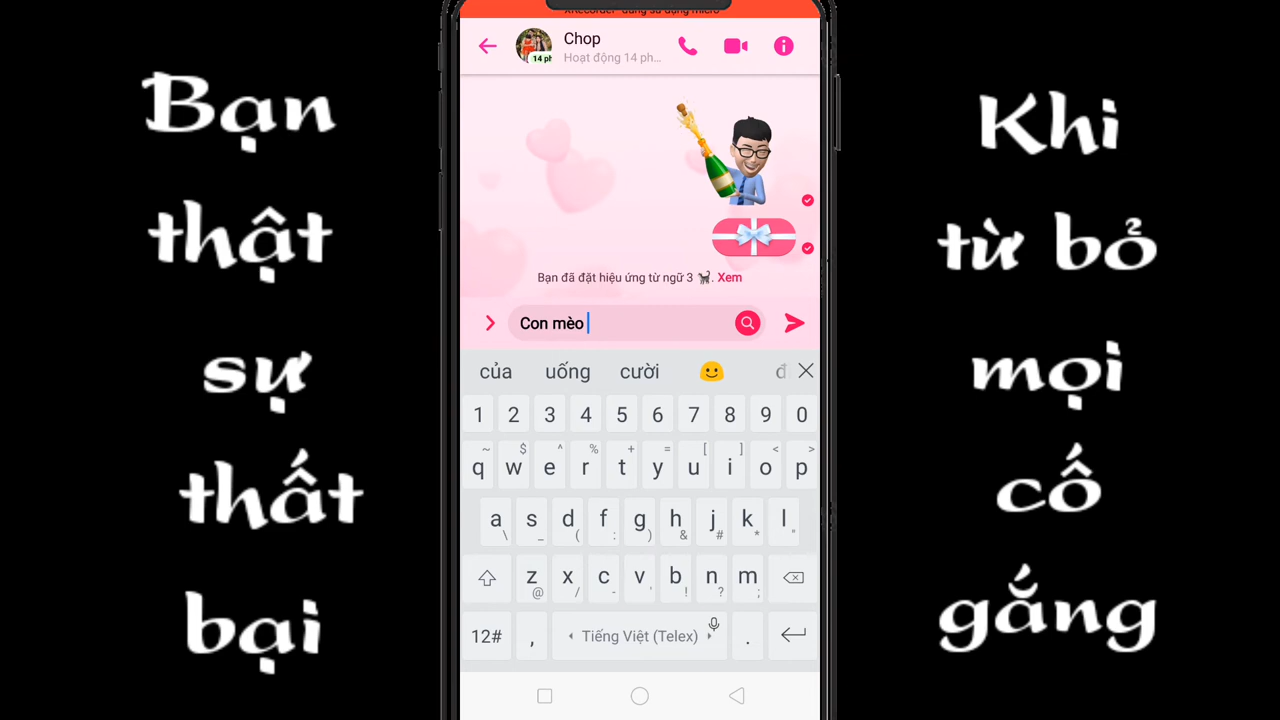 Bạn
thật
sự
thất
bại
Khi
từ bỏ
mọi
cố
gắng
Chop
Hoạt động 14 ph...
14 ph
Bạn đã đặt hiệu ứng từ ngữ 3 🐈‍⬛. Xem
Con mèo
của uống cười 🙂 đ
1 2 3 4 5 6 7 8 9 0
~ $ ^ % + = [ ] < >
q w e r t y u i o p
a s d f g h j k l
\ _ ( : ) & # * "
z x c v b n m
@ / - ' ! ? ;
12# , Tiếng Việt (Telex) .